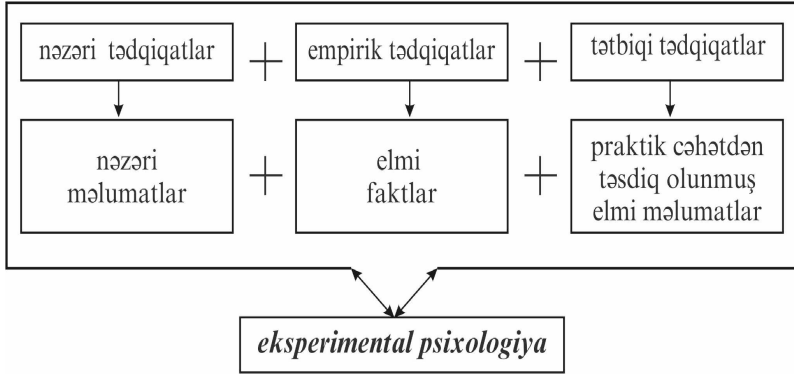 nəzəri tədqiqatlar + empirik tədqiqatlar + tətbiqi tədqiqatlar
nəzəri
məlumatlar
+
elmi
faktlar
+
praktik cəhətdən
təsdiq olunmuş
elmi məlumatlar
eksperimental psixologiya